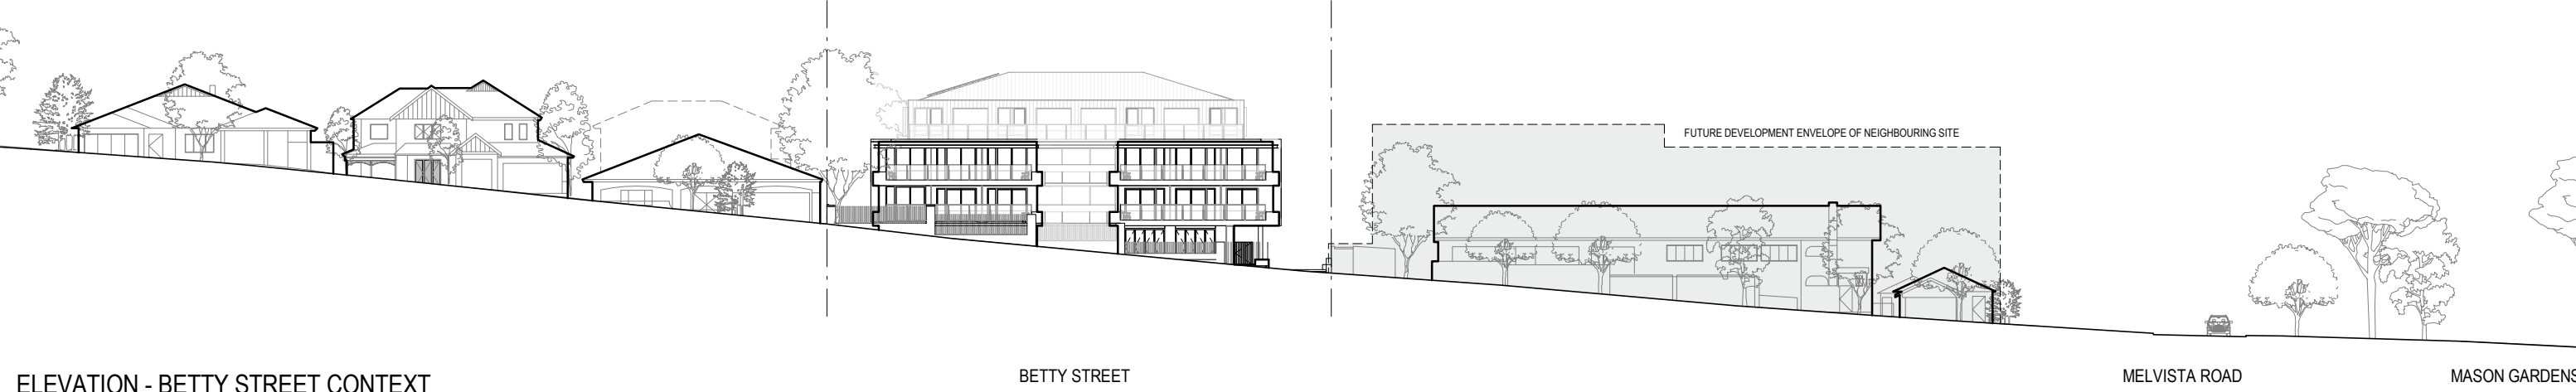 FUTURE DEVELOPMENT ENVELOPE OF NEIGHBOURING SITE
BETTY STREET
MELVISTA ROAD
MASON GARDENS
ELEVATION - BETTY STREET CONTEXT